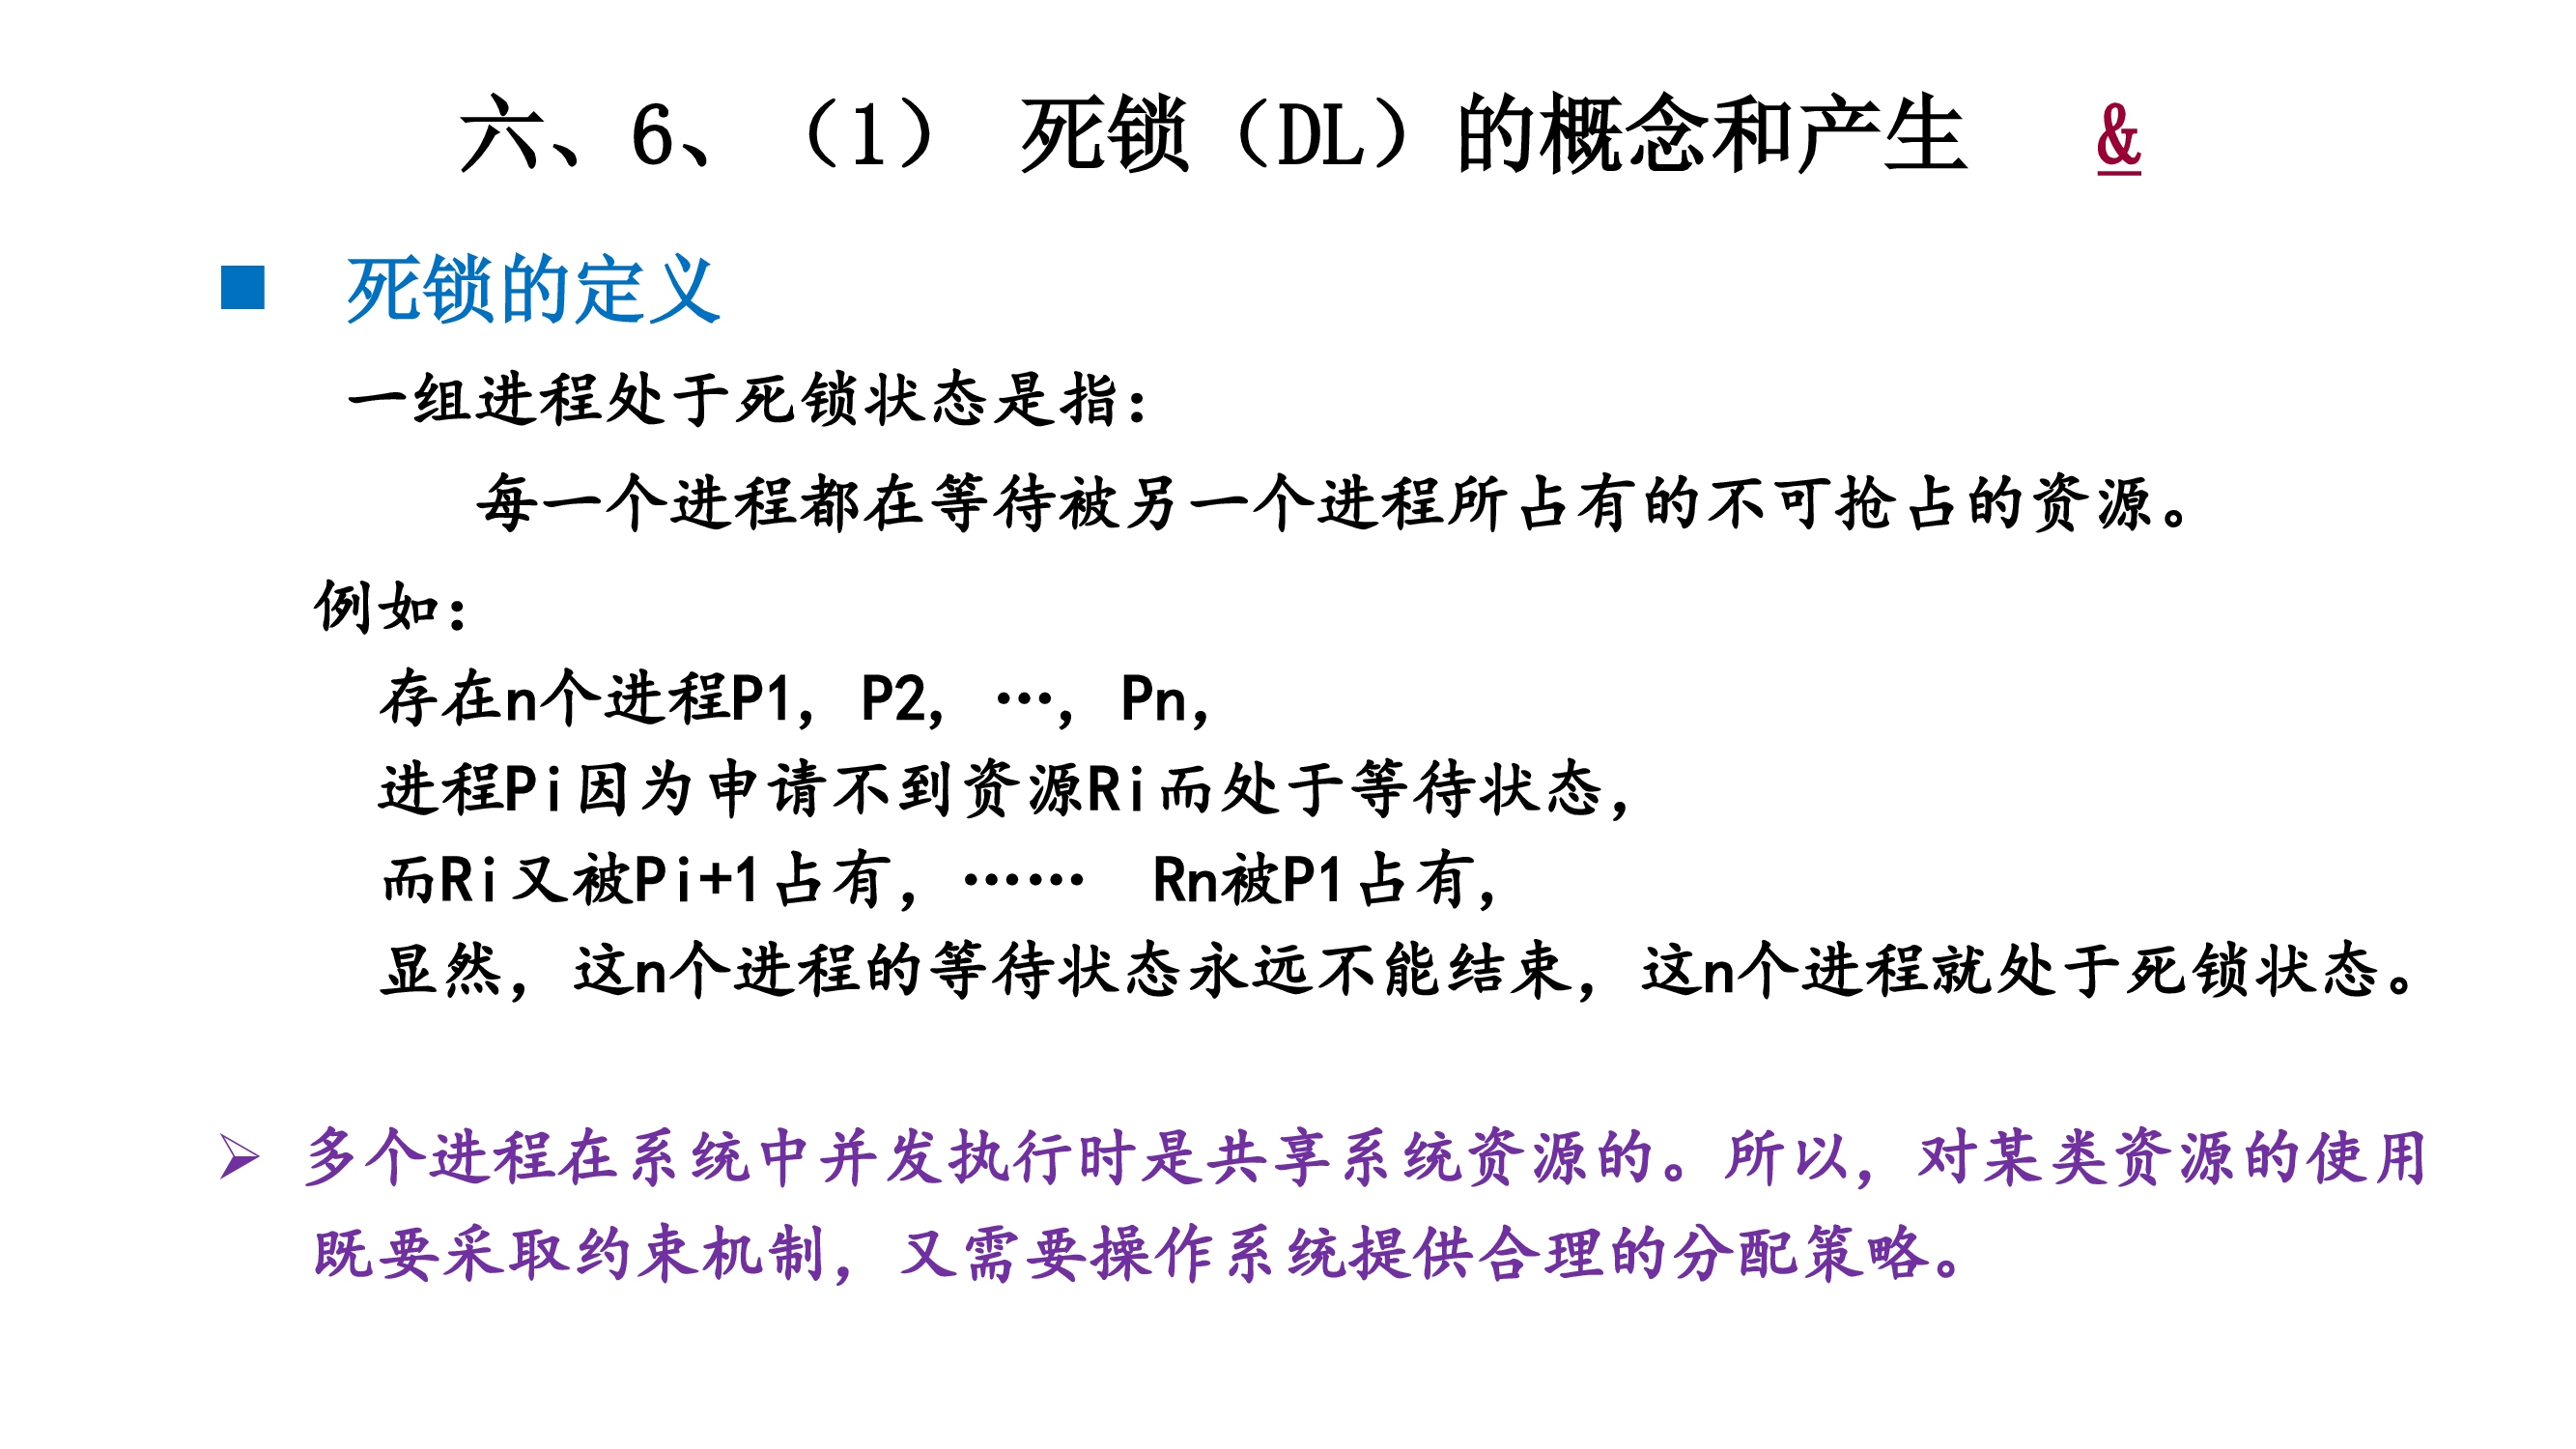 六、6、（1） 死锁（DL）的概念和产生 &
死锁的定义
一组进程处于死锁状态是指：
每一个进程都在等待被另一个进程所占有的不可抢占的资源。
例如：
存在n个进程P1，P2，…，Pn，
进程Pi因为申请不到资源Ri而处于等待状态，
而Ri又被Pi+1占有，…… Rn被P1占有，
显然，这n个进程的等待状态永远不能结束，这n个进程就处于死锁状态。
多个进程在系统中并发执行时是共享系统资源的。所以，对某类资源的使用
既要采取约束机制，又需要操作系统提供合理的分配策略。